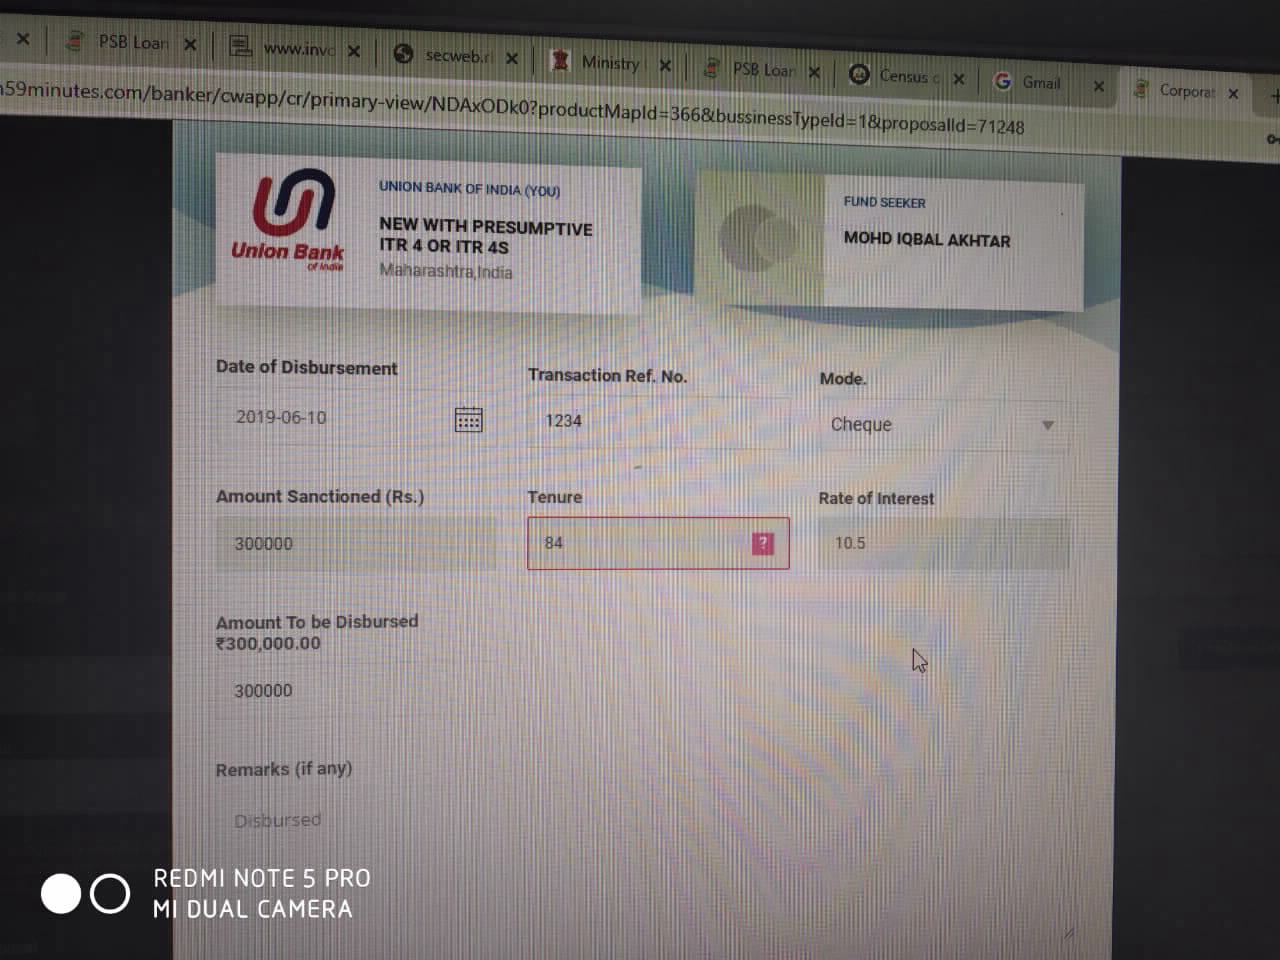 PSB Loan
www.invc
secweb.r
Ministry
PSB Loan
Census
Gmail
Corporat
59minutes.com/banker/cwapp/cr/primary-view/NDAxODk0?productMapId=366&bussinessTypeId=1&proposalId=71248
Union Bank
of India
UNION BANK OF INDIA (YOU)
NEW WITH PRESUMPTIVE
ITR 4 OR ITR 4S
Maharashtra,India
FUND SEEKER
MOHD IQBAL AKHTAR
Date of Disbursement
Transaction Ref. No.
Mode.
2019-06-10
1234
Cheque
Amount Sanctioned (Rs.)
Tenure
Rate of Interest
300000
84
?
10.5
Amount To be Disbursed
₹300,000.00
300000
Remarks (if any)
Disbursed
REDMI NOTE 5 PRO
MI DUAL CAMERA